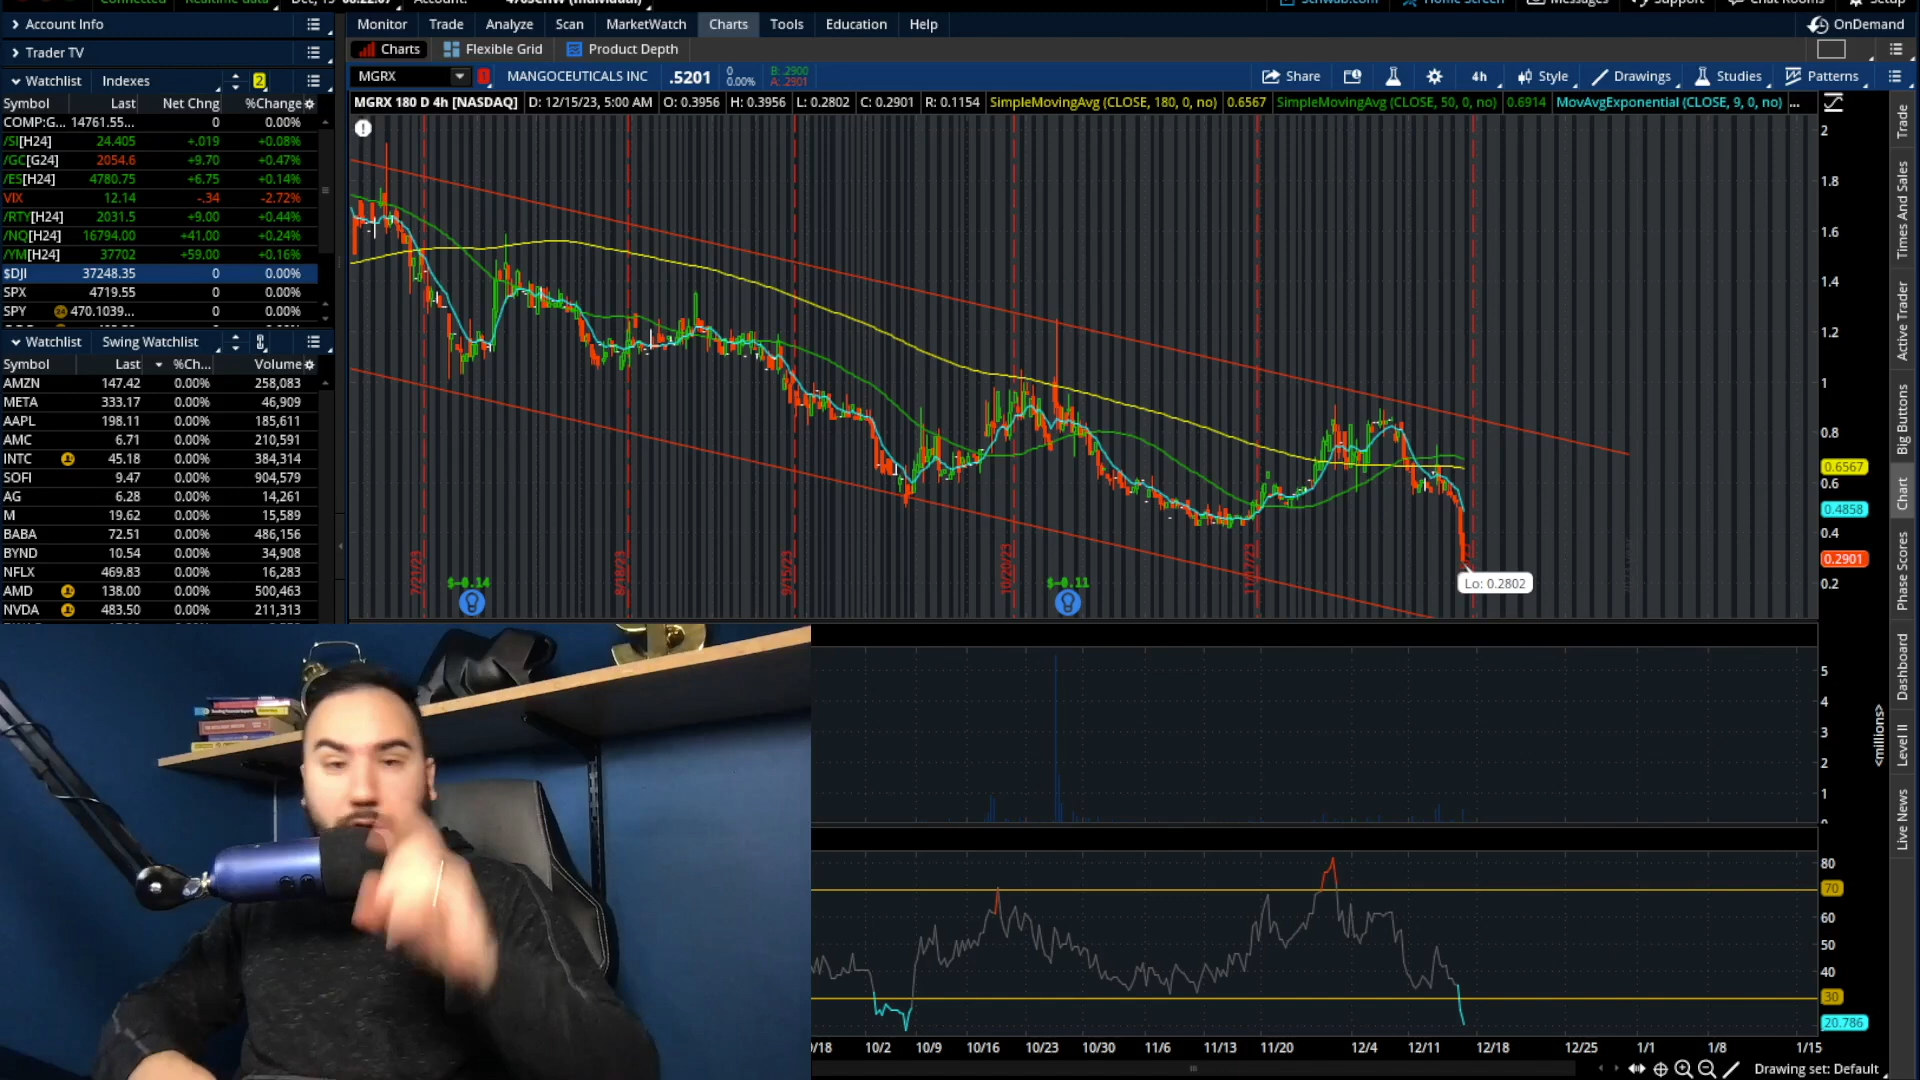 Account Info
Trader TV
Watchlist Indexes 2
Symbol Last Net Chng %Change
COMP:G... 14761.55... 0 0.00%
/SI[H24] 24.405 +.019 +0.08%
/GC[G24] 2054.6 +9.70 +0.47%
/ES[H24] 4780.75 +6.75 +0.14%
VIX 12.14 -.34 -2.72%
/RTY[H24] 2031.5 +9.00 +0.44%
/NQ[H24] 16794.00 +41.00 +0.24%
/YM[H24] 37702 +59.00 +0.16%
$DJI 37248.35 0 0.00%
SPX 4719.55 0 0.00%
SPY 470.1039... 0 0.00%
Watchlist Swing Watchlist
Symbol Last %Ch... Volume
AMZN 147.42 0.00% 258,083
META 333.17 0.00% 46,909
AAPL 198.11 0.00% 185,611
AMC 6.71 0.00% 210,591
INTC 45.18 0.00% 384,314
SOFI 9.47 0.00% 904,579
AG 6.28 0.00% 14,261
M 19.62 0.00% 15,589
BABA 72.51 0.00% 486,156
BYND 10.54 0.00% 34,908
NFLX 469.83 0.00% 16,283
AMD 138.00 0.00% 500,463
NVDA 483.50 0.00% 211,313
Monitor Trade Analyze Scan MarketWatch Charts Tools Education Help
OnDemand
Charts Flexible Grid Product Depth
MGRX MANGOCEUTICALS INC .5201 0 0.00% B: .2900 A: .2901
Share 4h Style Drawings Studies Patterns
MGRX 180 D 4h [NASDAQ] D: 12/15/23, 5:00 AM O: 0.3956 H: 0.3956 L: 0.2802 C: 0.2901 R: 0.1154 SimpleMovingAvg (CLOSE, 180, 0, no) 0.6567 SimpleMovingAvg (CLOSE, 50, 0, no) 0.6914 MovAvgExponential (CLOSE, 9, 0, no) ...
2
1.8
1.6
1.4
1.2
1
0.8
0.6567
0.6
0.4858
0.4
0.2901
0.2
7/21/23
8/18/23
9/15/23
10/20/23
$-0.14
$-0.11
Lo: 0.2802
5
4
3
2
1
<millions>
80
70
60
50
40
30
20.786
10/2 10/9 10/16 10/23 10/30 11/6 11/13 11/20 12/4 12/11 12/18 12/25 1/1 1/8 1/15
Drawing set: Default
Trade
Times And Sales
Active Trader
Big Buttons
Chart
Phase Scores
Dashboard
Level II
Live News